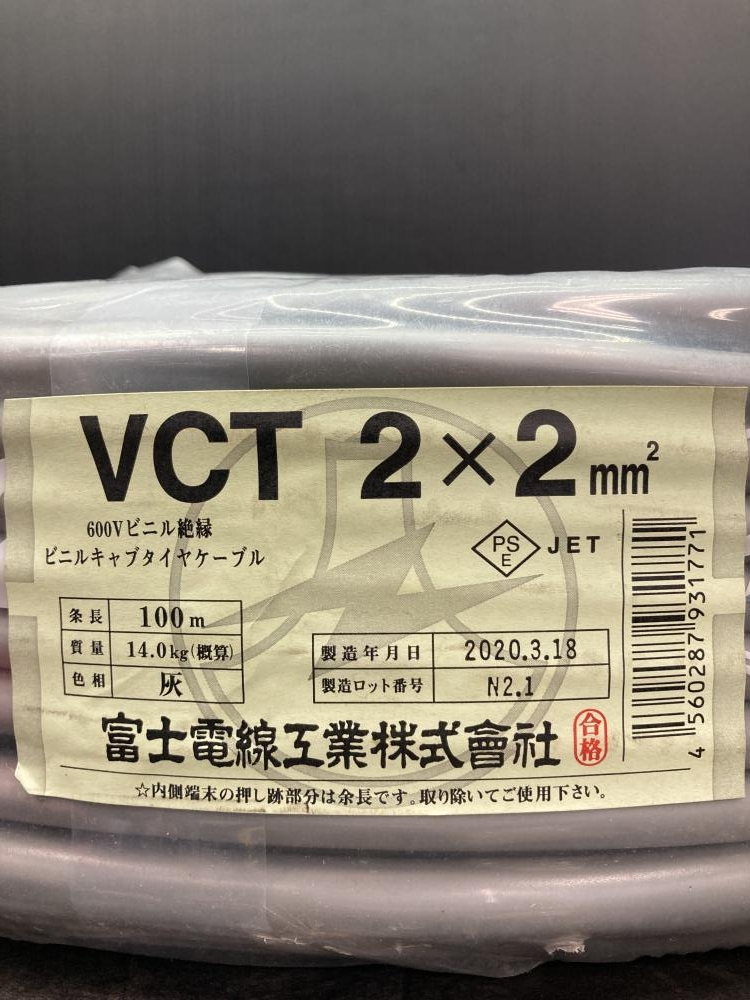 VCT 2×2mm²
600Vビニル絶縁
ビニルキャブタイヤケーブル
PS
E
JET
条長 100m
質量 14.0kg(概算)
色相 灰
製造年月日 2020.3.18
製造ロット番号 N2.1
富士電線工業株式會社
合格
☆内側端末の押し跡部分は余長です。取り除いてご使用下さい。
4 560287 931771